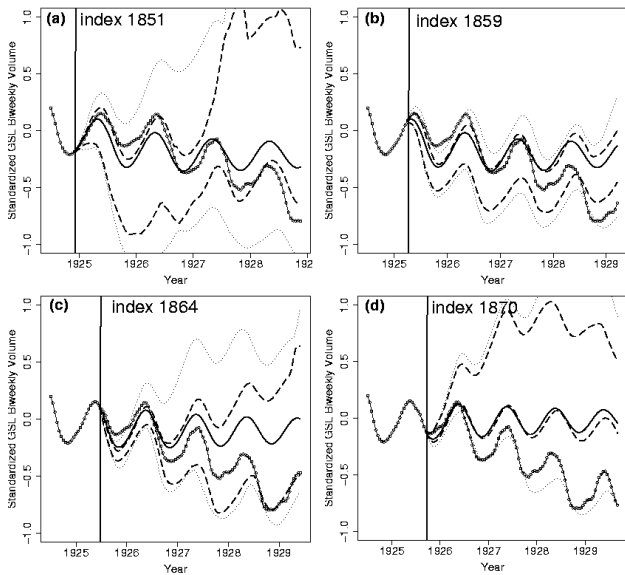 (a) index 1851
Standardized GSL Biweekly Volume
1.0
0.5
0.0
-0.5
-1.0
1925 1926 1927 1928 192
Year
(b) index 1859
Standardized GSL Biweekly Volume
1.0
0.5
0.0
-0.5
-1.0
1925 1926 1927 1928 1929
Year
(c) index 1864
Standardized GSL Biweekly Volume
1.0
0.5
0.0
-0.5
-1.0
1925 1926 1927 1928 1929
Year
(d) index 1870
Standardized GSL Biweekly Volume
1.0
0.5
0.0
-0.5
-1.0
1925 1926 1927 1928 1929
Year